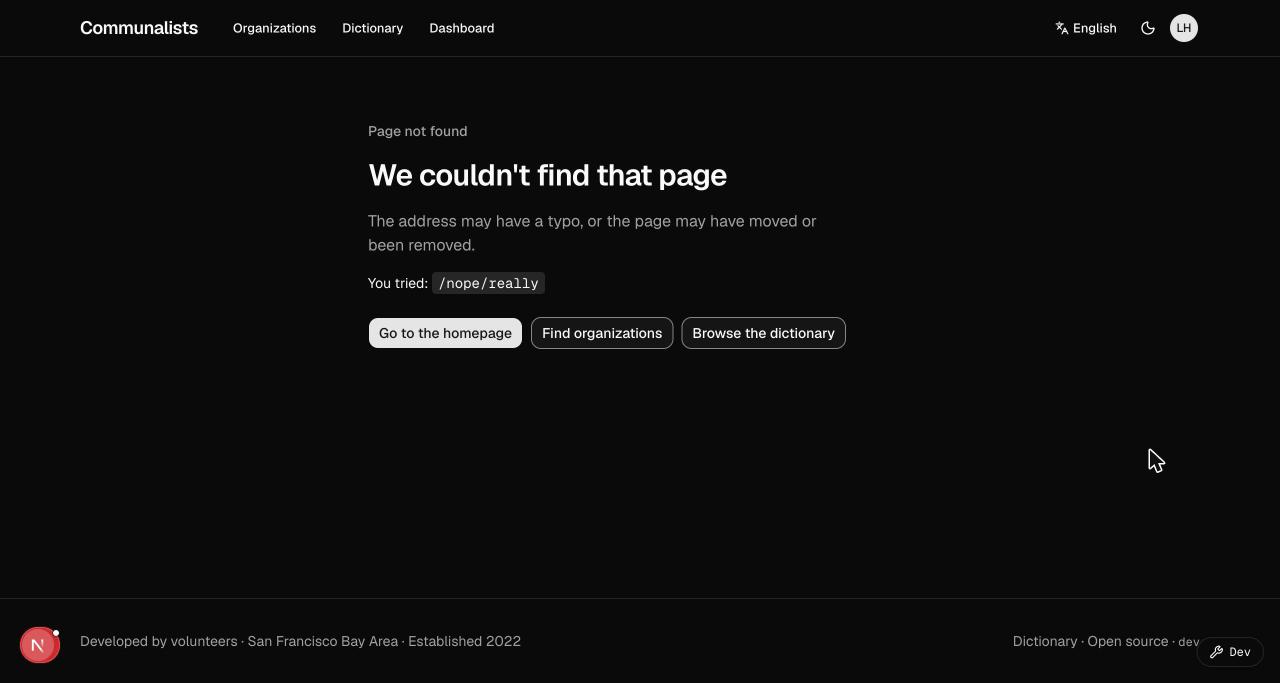 Communalists
Organizations
Dictionary
Dashboard
English
LH
Page not found
We couldn't find that page
The address may have a typo, or the page may have moved or
been removed.
You tried: /nope/really
Go to the homepage
Find organizations
Browse the dictionary
N
Developed by volunteers · San Francisco Bay Area · Established 2022
Dictionary · Open source · dev
Dev